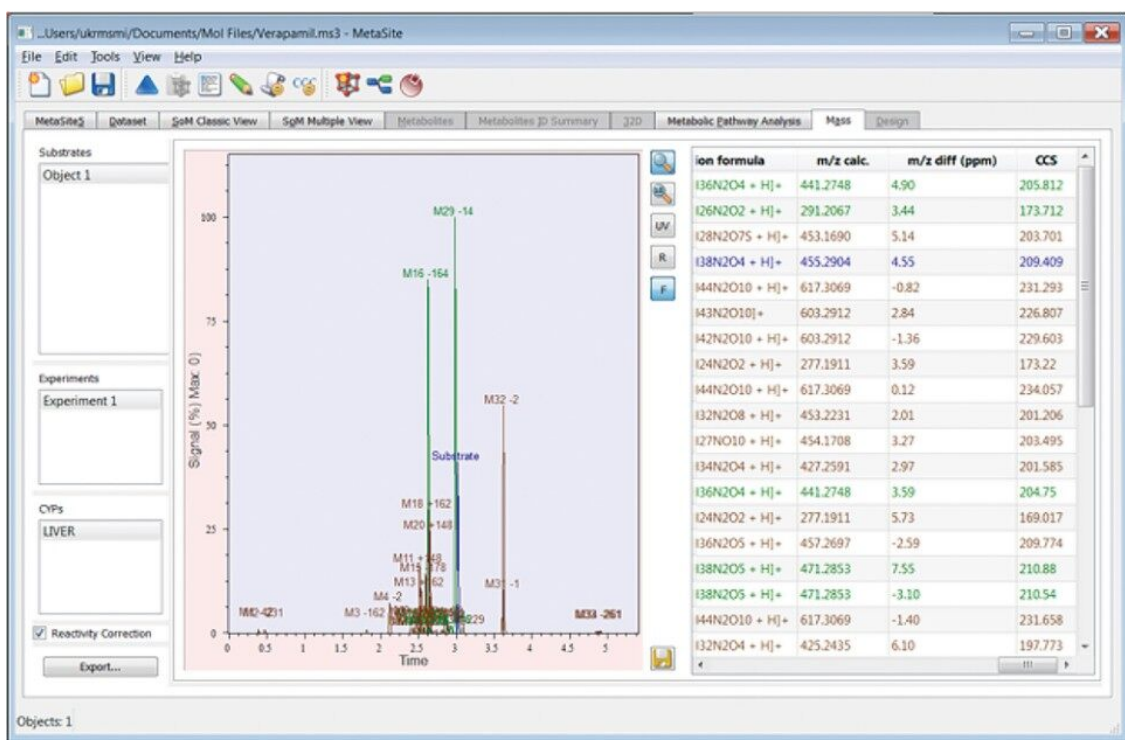 ...Users/ukrmsmi/Documents/Mol Files/Verapamil.ms3 - MetaSite
File Edit Tools View Help
MetaSite5 Dataset SoM Classic View SoM Multiple View Metabolites Metabolites ID Summary 32D Metabolic Pathway Analysis Mass Design
Substrates
Object 1
Experiments
Experiment 1
CYPs
LIVER
Reactivity Correction
Export...
Signal (%) Max: 0)
100
75
50
25
0
M29 -14
M16 -164
M32 -2
Substrate
M18 +162
M20 +148
M11 +148
M15 -178
M13 +162
M31 -1
M4 -2
M3 -162
0 0.5 1 1.5 2 2.5 3 3.5 4 4.5 5
Time
UV
R
F
ion formula m/z calc. m/z diff (ppm) CCS
I36N2O4 + H]+ 441.2748 4.90 205.812
I26N2O2 + H]+ 291.2067 3.44 173.712
I28N2O7S + H]+ 453.1690 5.14 203.701
I38N2O4 + H]+ 455.2904 4.55 209.409
I44N2O10 + H]+ 617.3069 -0.82 231.293
I43N2O10]+ 603.2912 2.84 226.807
I42N2O10 + H]+ 603.2912 -1.36 229.603
I24N2O2 + H]+ 277.1911 3.59 173.22
I44N2O10 + H]+ 617.3069 0.12 234.057
I32N2O8 + H]+ 453.2231 2.01 201.206
I27NO10 + H]+ 454.1708 3.27 203.495
I34N2O4 + H]+ 427.2591 2.97 201.585
I36N2O4 + H]+ 441.2748 3.59 204.75
I24N2O2 + H]+ 277.1911 5.73 169.017
I36N2O5 + H]+ 457.2697 -2.59 209.774
I38N2O5 + H]+ 471.2853 7.55 210.88
I38N2O5 + H]+ 471.2853 -3.10 210.54
I44N2O10 + H]+ 617.3069 -1.40 231.658
I32N2O4 + H]+ 425.2435 6.10 197.773
Objects: 1